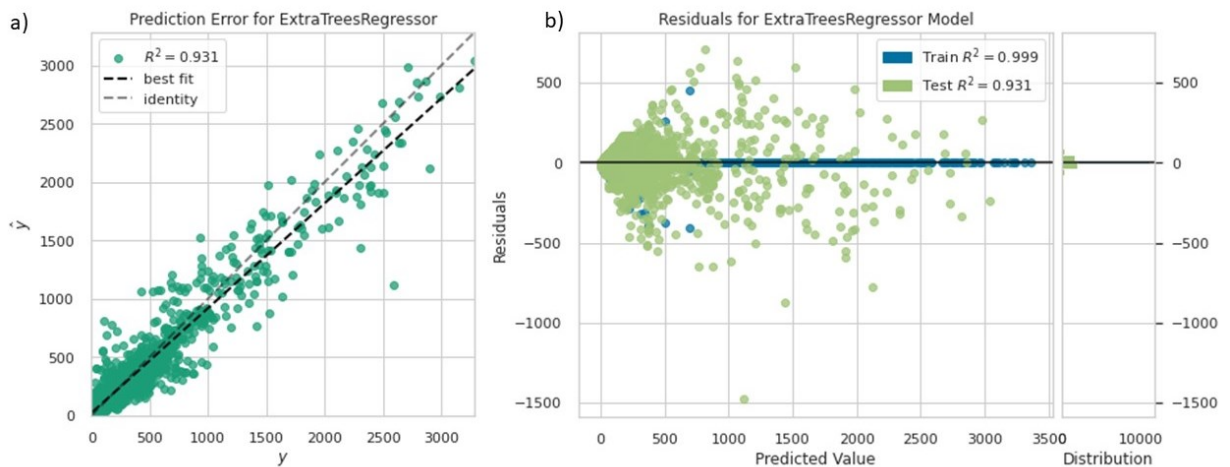 a)
Prediction Error for ExtraTreesRegressor
R² = 0.931
best fit
identity
3000
2500
2000
1500
1000
500
0
ŷ
0 500 1000 1500 2000 2500 3000
y
b)
Residuals for ExtraTreesRegressor Model
Train R² = 0.999
Test R² = 0.931
500
0
−500
−1000
−1500
Residuals
0 500 1000 1500 2000 2500 3000 3500
Predicted Value
500
0
−500
−1000
−1500
0 10000
Distribution